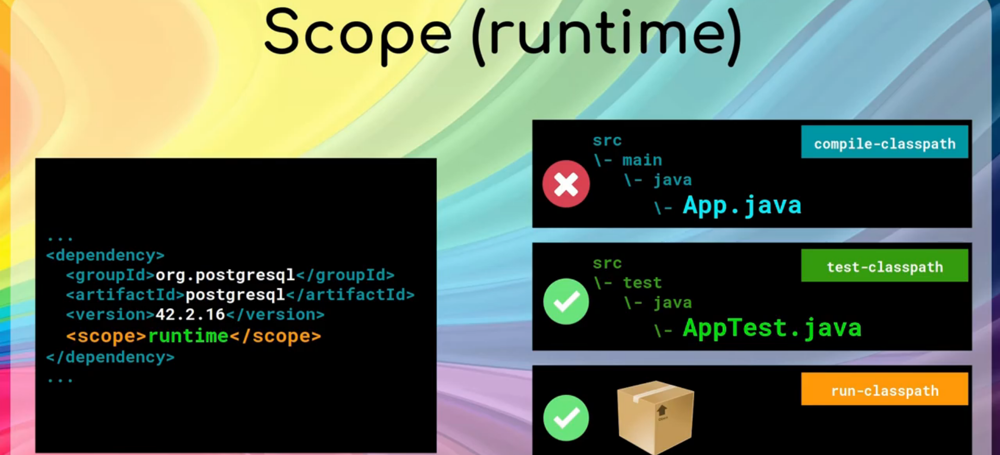 Scope (runtime)
...
<dependency>
<groupId>org.postgresql</groupId>
<artifactId>postgresql</artifactId>
<version>42.2.16</version>
<scope>runtime</scope>
</dependency>
...
compile-classpath
src
\- main
\- java
\- App.java
test-classpath
src
\- test
\- java
\- AppTest.java
run-classpath